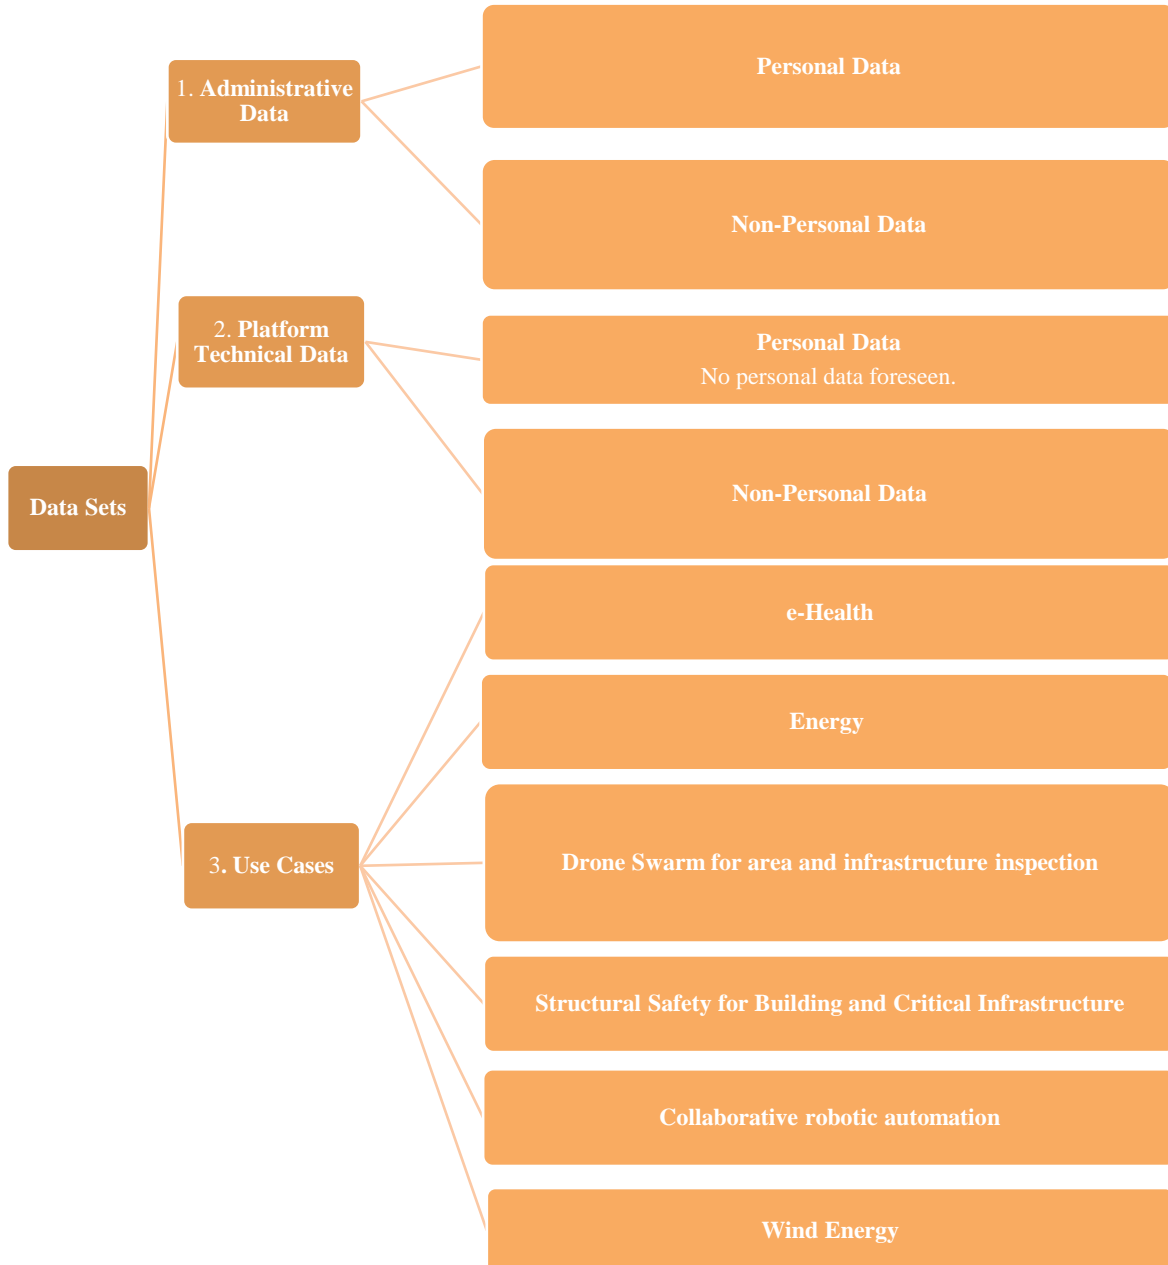 Data Sets
1. Administrative
Data
Personal Data
Non-Personal Data
2. Platform
Technical Data
Personal Data
No personal data foreseen.
Non-Personal Data
3. Use Cases
e-Health
Energy
Drone Swarm for area and infrastructure inspection
Structural Safety for Building and Critical Infrastructure
Collaborative robotic automation
Wind Energy